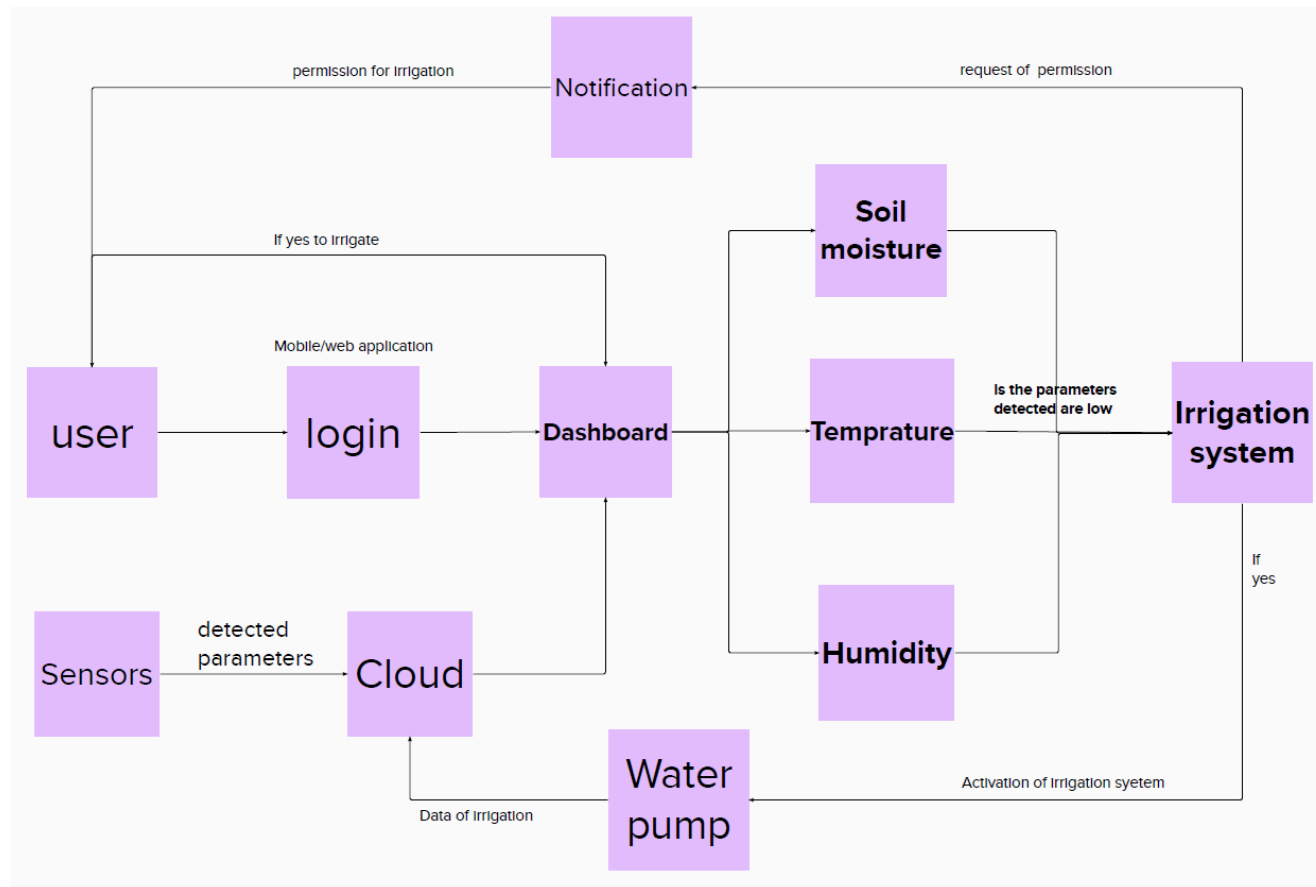 permission for irrigation
Notification
request of permission
Soil
moisture
If yes to irrigate
Mobile/web application
user
login
Dashboard
Temprature
Is the parameters
detected are low
Irrigation
system
If
yes
Sensors
detected
parameters
Cloud
Humidity
Water
pump
Data of irrigation
Activation of irrigation syetem